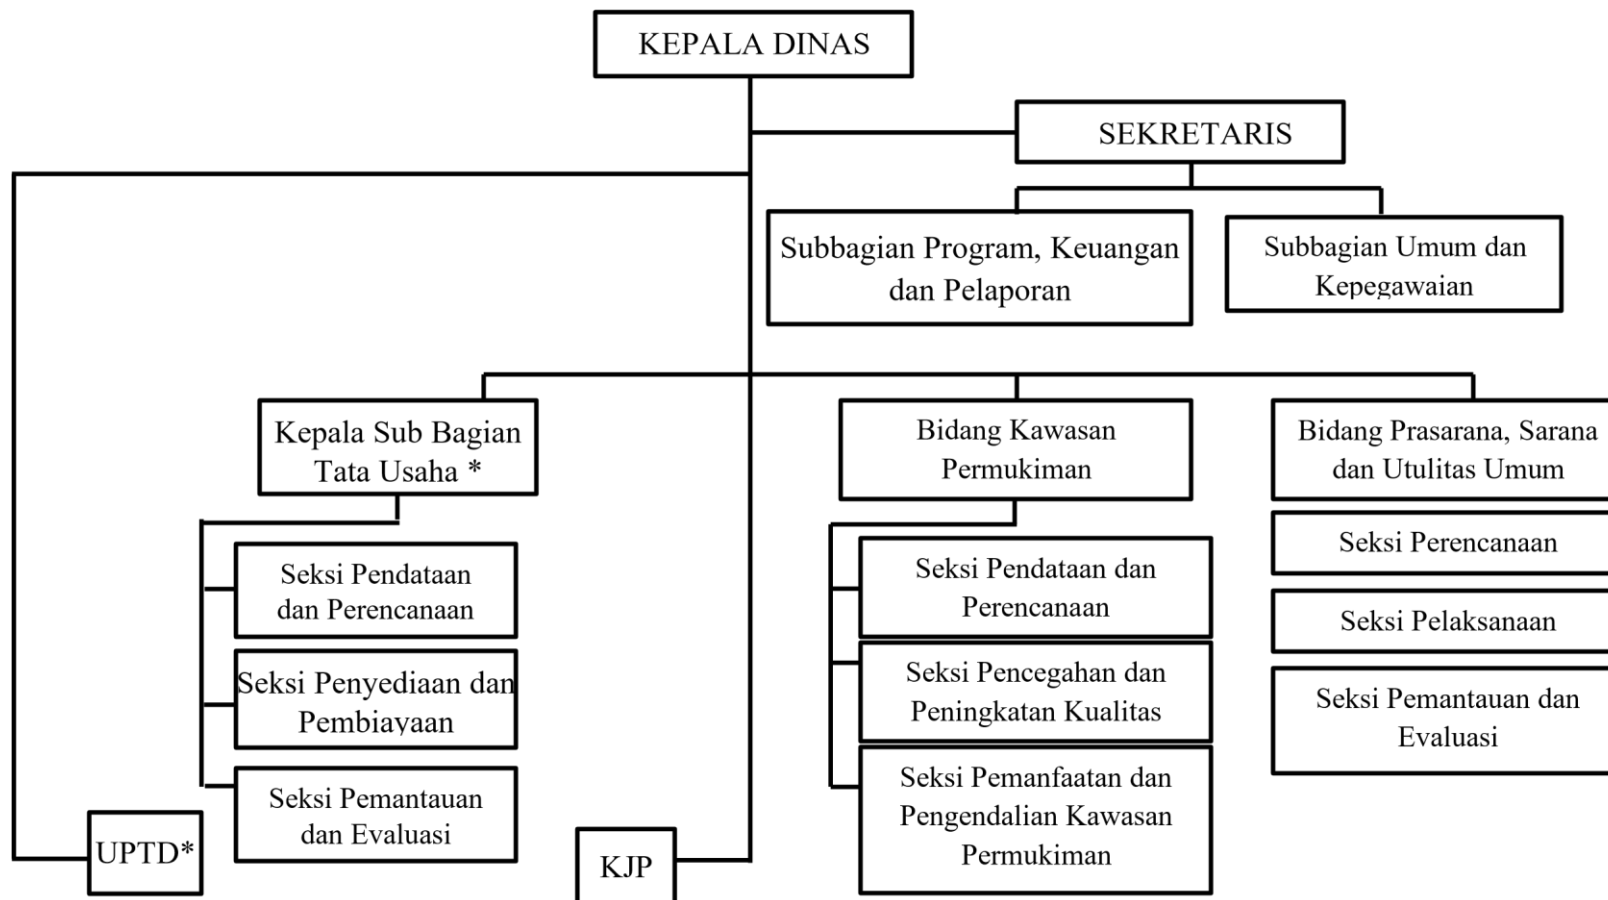 KEPALA DINAS
SEKRETARIS
Subbagian Program, Keuangan
dan Pelaporan
Subbagian Umum dan
Kepegawaian
Kepala Sub Bagian
Tata Usaha *
Bidang Kawasan
Permukiman
Bidang Prasarana, Sarana
dan Utulitas Umum
Seksi Pendataan
dan Perencanaan
Seksi Penyediaan dan
Pembiayaan
Seksi Pemantauan
dan Evaluasi
Seksi Pendataan dan
Perencanaan
Seksi Pencegahan dan
Peningkatan Kualitas
Seksi Pemanfaatan dan
Pengendalian Kawasan
Permukiman
Seksi Perencanaan
Seksi Pelaksanaan
Seksi Pemantauan dan
Evaluasi
UPTD*
KJP